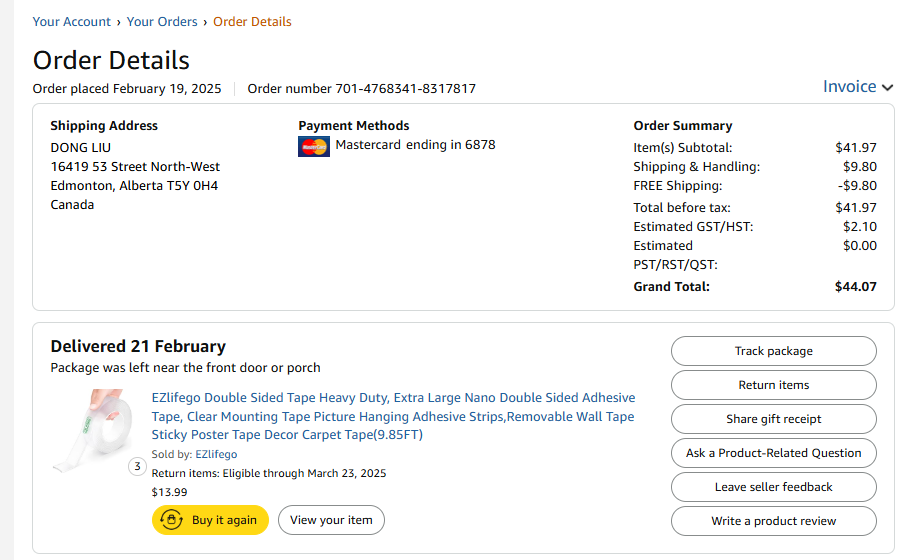 Your Account › Your Orders › Order Details
Order Details
Order placed February 19, 2025 Order number 701-4768341-8317817
Invoice
Shipping Address
DONG LIU
16419 53 Street North-West
Edmonton, Alberta T5Y 0H4
Canada
Payment Methods
MasterCard Mastercard ending in 6878
Order Summary
Item(s) Subtotal: $41.97
Shipping & Handling: $9.80
FREE Shipping: -$9.80
Total before tax: $41.97
Estimated GST/HST: $2.10
Estimated $0.00
PST/RST/QST:
Grand Total: $44.07
Delivered 21 February
Package was left near the front door or porch
EZlifego Double Sided Tape Heavy Duty, Extra Large Nano Double Sided Adhesive
Tape, Clear Mounting Tape Picture Hanging Adhesive Strips,Removable Wall Tape
Sticky Poster Tape Decor Carpet Tape(9.85FT)
Sold by: EZlifego
3
Return items: Eligible through March 23, 2025
$13.99
Buy it again
View your item
Track package
Return items
Share gift receipt
Ask a Product-Related Question
Leave seller feedback
Write a product review